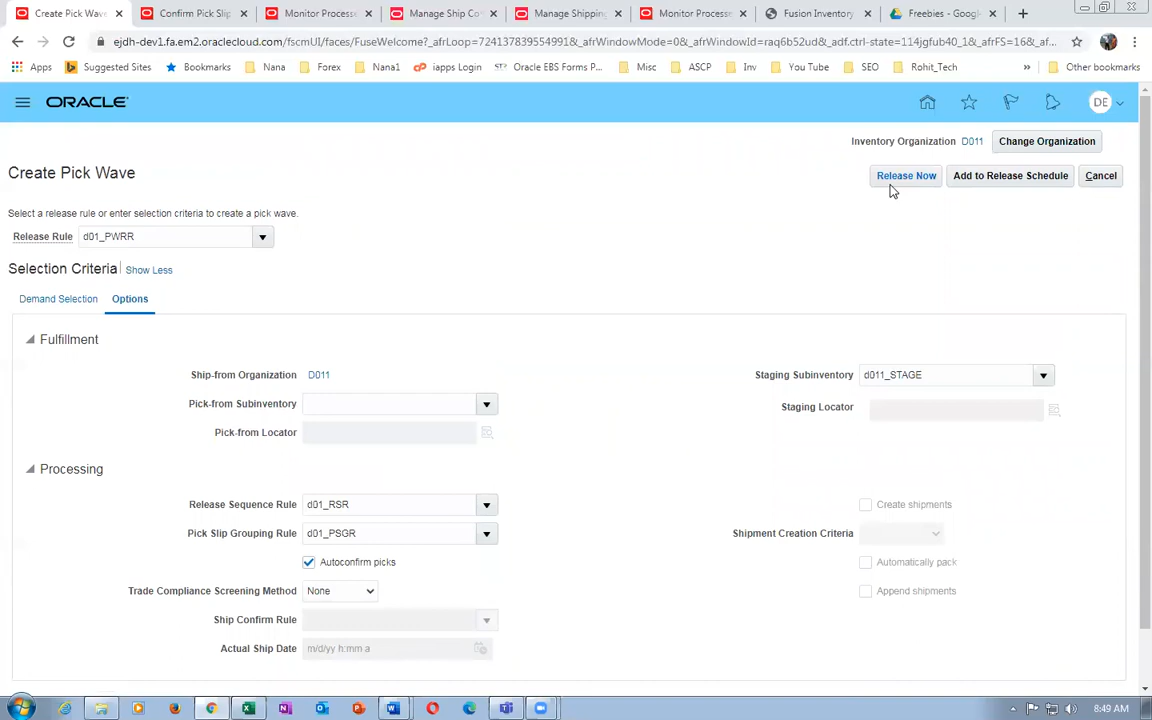 Create Pick Wave
Confirm Pick Slip
Monitor Processe
Manage Ship Co
Manage Shipping
Monitor Processe
Fusion Inventory
Freebies - Googl
ejdh-dev1.fa.em2.oraclecloud.com/fscmUI/faces/FuseWelcome?_afrLoop=724137839554991&_afrWindowMode=0&_afrWindowId=raq6b52ud&_adf.ctrl-state=114jgfub40_1&_afrFS=16&_af...
Apps
Suggested Sites
Bookmarks
Nana
Forex
Nana1
iapps Login
Oracle EBS Forms P...
Misc
ASCP
Inv
You Tube
SEO
Rohit_Tech
»
Other bookmarks
ORACLE
DE
Inventory Organization D011 Change Organization
Create Pick Wave
Release Now
Add to Release Schedule
Cancel
Select a release rule or enter selection criteria to create a pick wave.
Release Rule d01_PWRR
Selection Criteria Show Less
Demand Selection
Options
Fulfillment
Ship-from Organization D011
Staging Subinventory d011_STAGE
Pick-from Subinventory
Staging Locator
Pick-from Locator
Processing
Release Sequence Rule d01_RSR
Create shipments
Pick Slip Grouping Rule d01_PSGR
Shipment Creation Criteria
Autoconfirm picks
Automatically pack
Trade Compliance Screening Method None
Append shipments
Ship Confirm Rule
Actual Ship Date m/d/yy h:mm a
8:49 AM